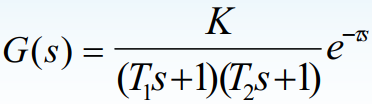 G(s) = K / ((T₁s+1)(T₂s+1)) e^{-τs}